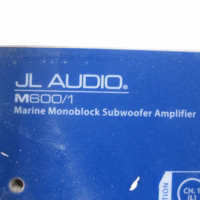 JL AUDIO®
M600/1
Marine Monoblock Subwoofer Amplifier
CH. 1
(L)